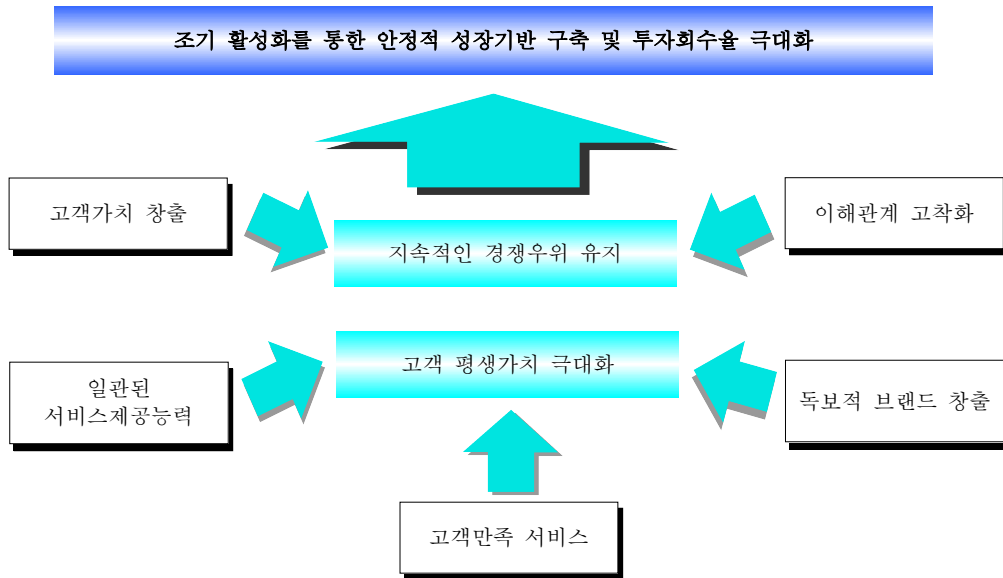 조기 활성화를 통한 안정적 성장기반 구축 및 투자회수율 극대화
고객가치 창출
이해관계 고착화
지속적인 경쟁우위 유지
고객 평생가치 극대화
일관된
서비스제공능력
독보적 브랜드 창출
고객만족 서비스